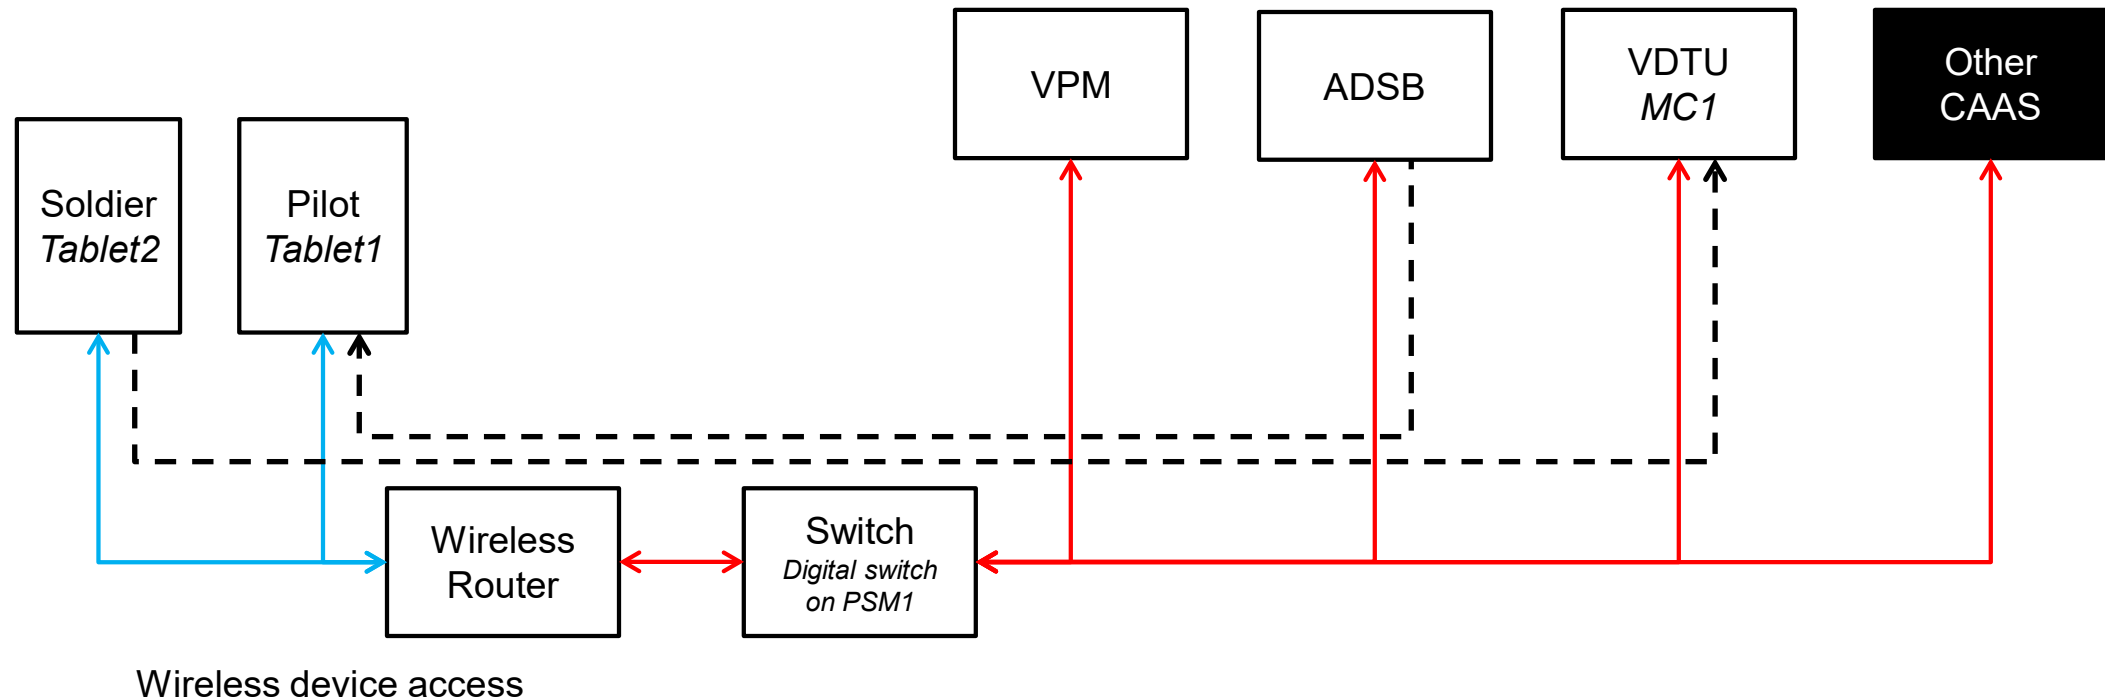 VPM
ADSB
VDTU
MC1
Other
CAAS
Soldier
Tablet2
Pilot
Tablet1
Wireless
Router
Switch
Digital switch
on PSM1
Wireless device access